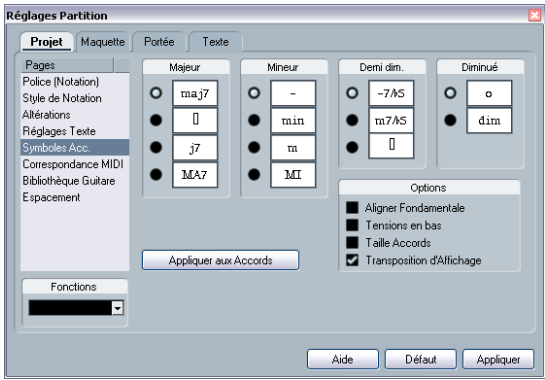 Réglages Partition
Projet Maquette Portée Texte
Pages
Police (Notation)
Style de Notation
Altérations
Réglages Texte
Symboles Acc.
Correspondance MIDI
Bibliothèque Guitare
Espacement
Fonctions
Majeur
maj7
j7
MA7
Mineur
-
min
m
MI
Demi dim.
-7/♭5
m7/♭5
Diminué
o
dim
Options
Aligner Fondamentale
Tensions en bas
Taille Accords
Transposition d'Affichage
Appliquer aux Accords
Aide Défaut Appliquer